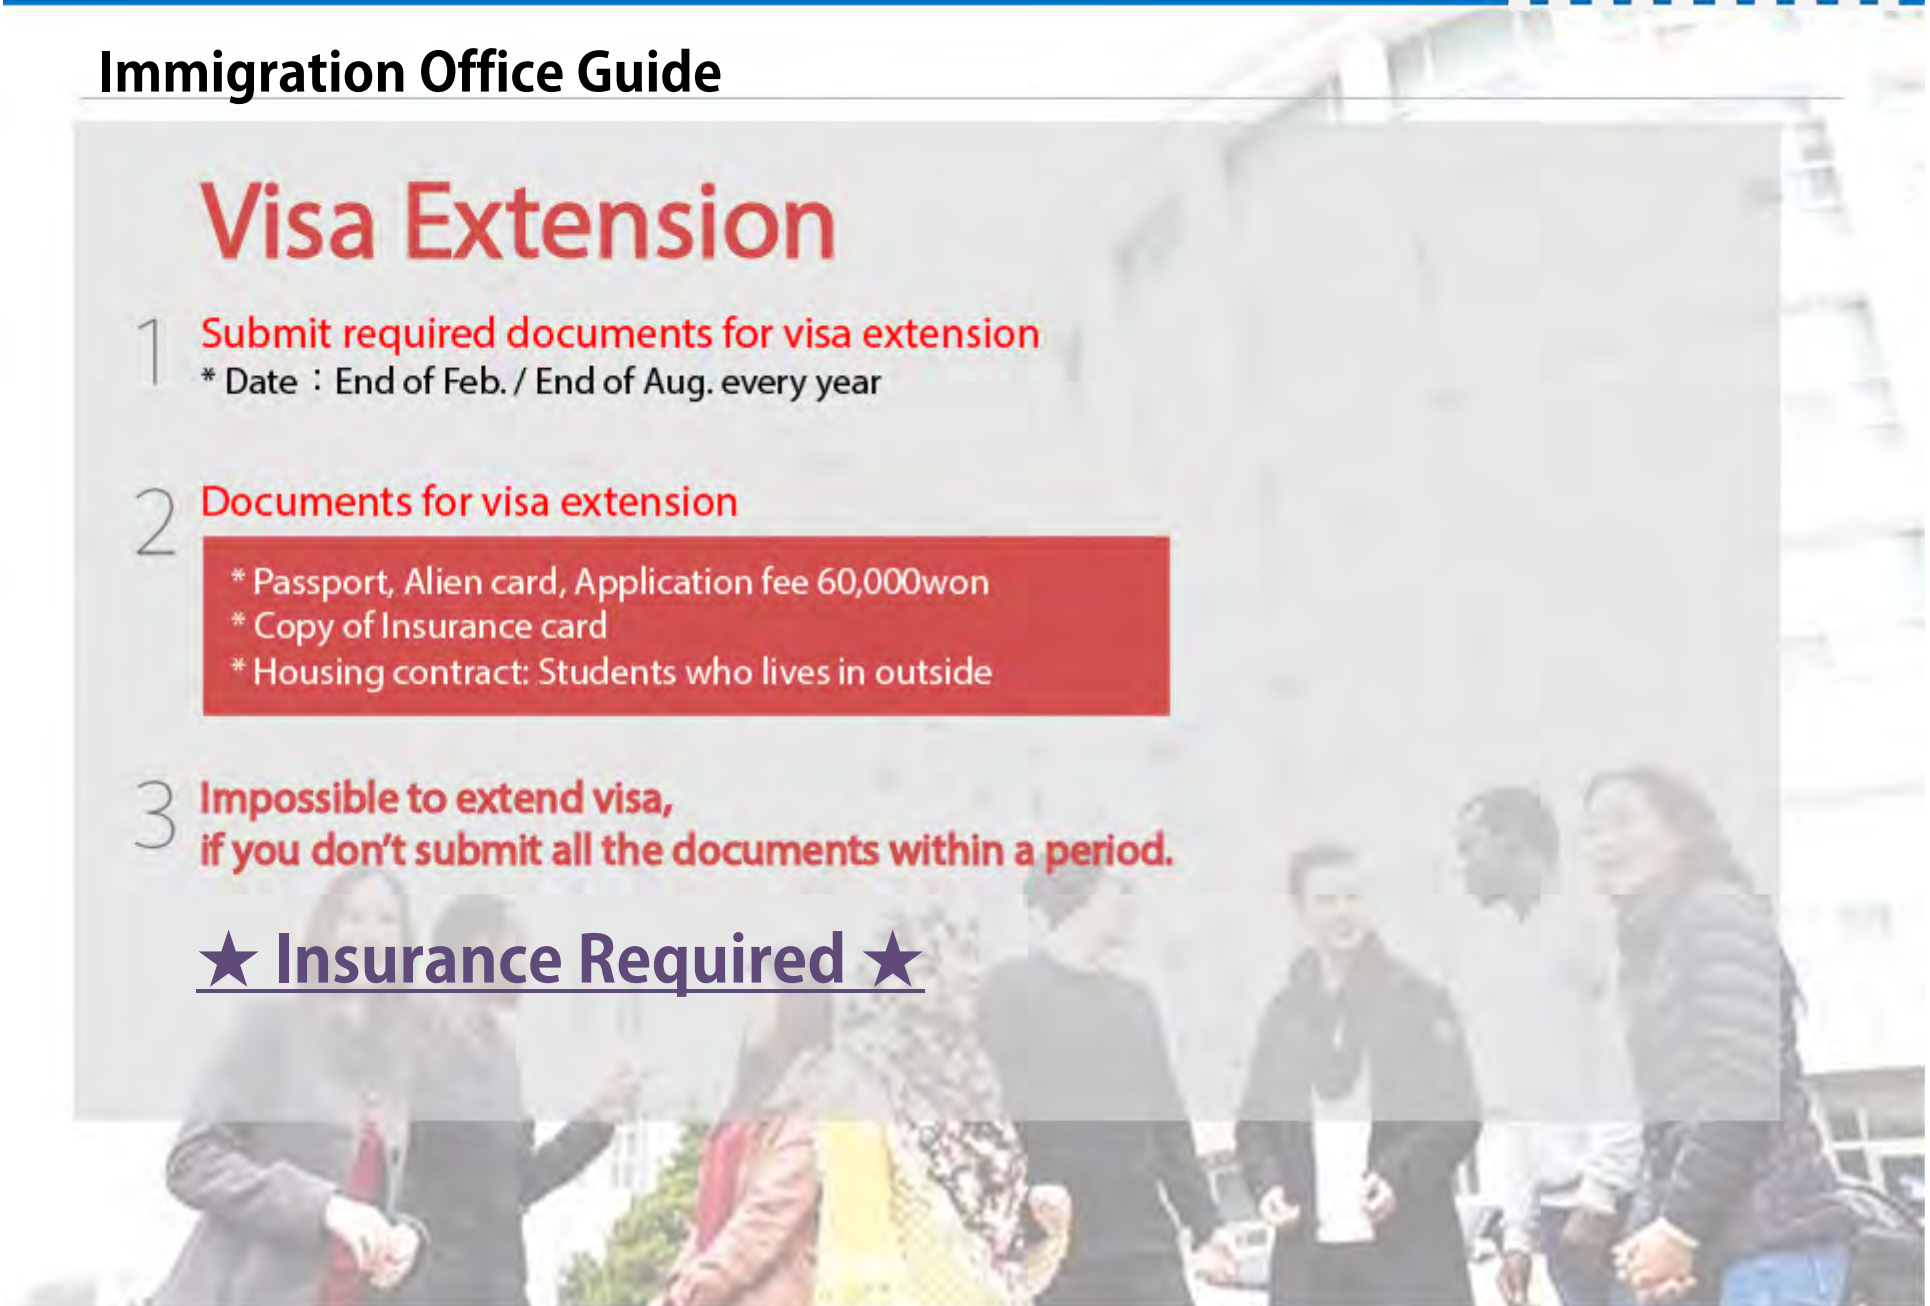 Immigration Office Guide
Visa Extension
1 Submit required documents for visa extension
* Date : End of Feb. / End of Aug. every year
2 Documents for visa extension
* Passport, Alien card, Application fee 60,000won
* Copy of Insurance card
* Housing contract: Students who lives in outside
3 Impossible to extend visa,
if you don't submit all the documents within a period.
★ Insurance Required ★